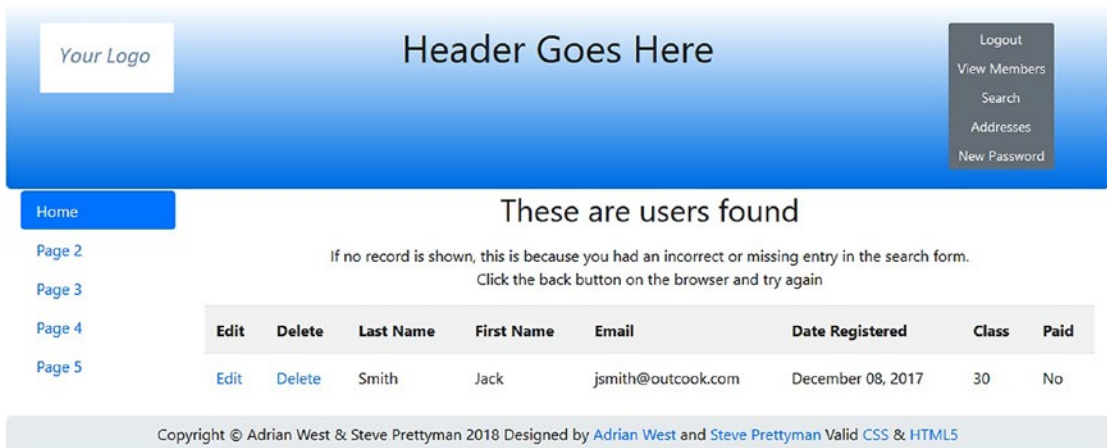 Your Logo
Header Goes Here
Logout
View Members
Search
Addresses
New Password
Home
Page 2
Page 3
Page 4
Page 5
These are users found
If no record is shown, this is because you had an incorrect or missing entry in the search form.
Click the back button on the browser and try again
Edit Delete Last Name First Name Email Date Registered Class Paid
Edit Delete Smith Jack jsmith@outcook.com December 08, 2017 30 No
Copyright © Adrian West & Steve Prettyman 2018 Designed by Adrian West and Steve Prettyman Valid CSS & HTML5